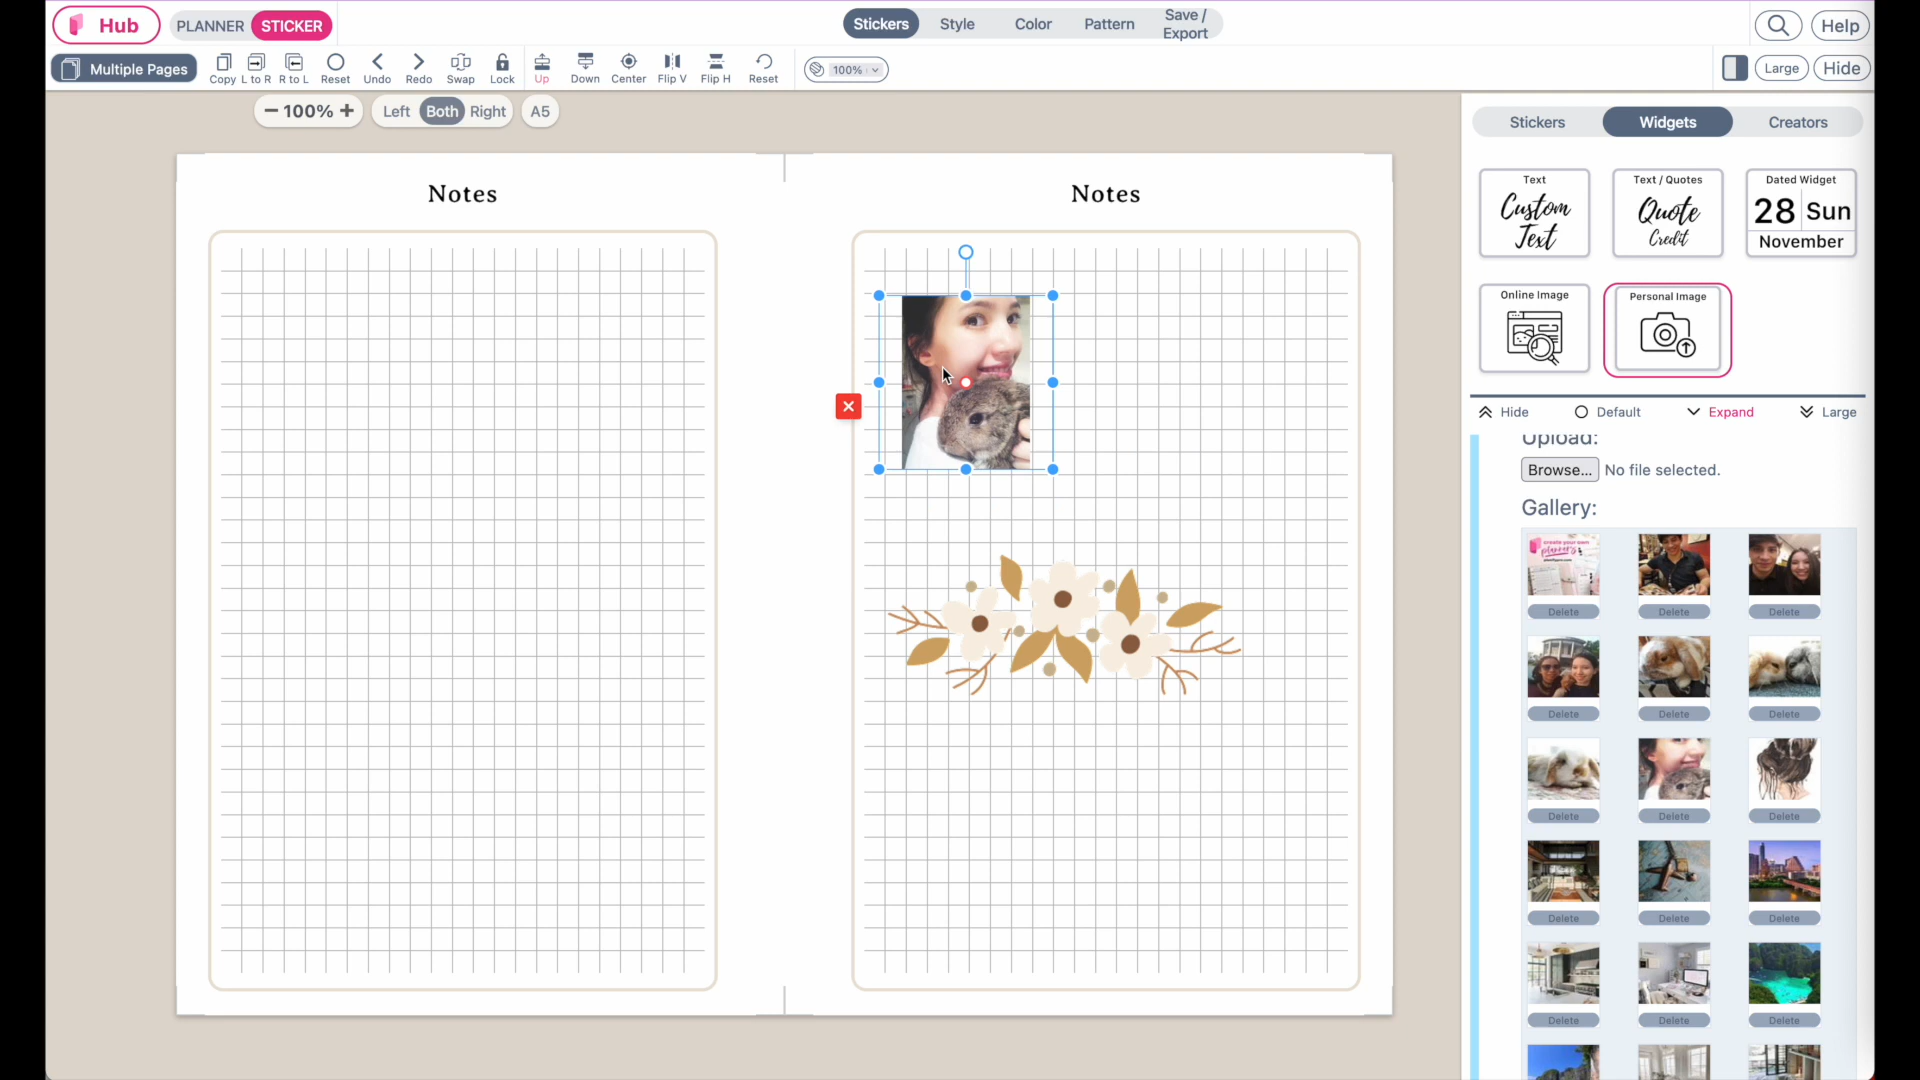 Hub
PLANNER STICKER
Stickers Style Color Pattern Save / Export
Help
Multiple Pages
Copy L to R R to L Reset Undo Redo Swap Lock Up Down Center Flip V Flip H Reset
100%
Large Hide
100%
Left Both Right
A5
Stickers Widgets Creators
Notes
Notes
Text
Custom
Text
Text / Quotes
Quote
Credit
Dated Widget
28 Sun
November
Online Image
Personal Image
Hide Default Expand Large
Upload:
Browse... No file selected.
Gallery:
create your own
planners
Delete Delete Delete
Delete Delete Delete
Delete Delete Delete
Delete Delete Delete
Delete Delete Delete